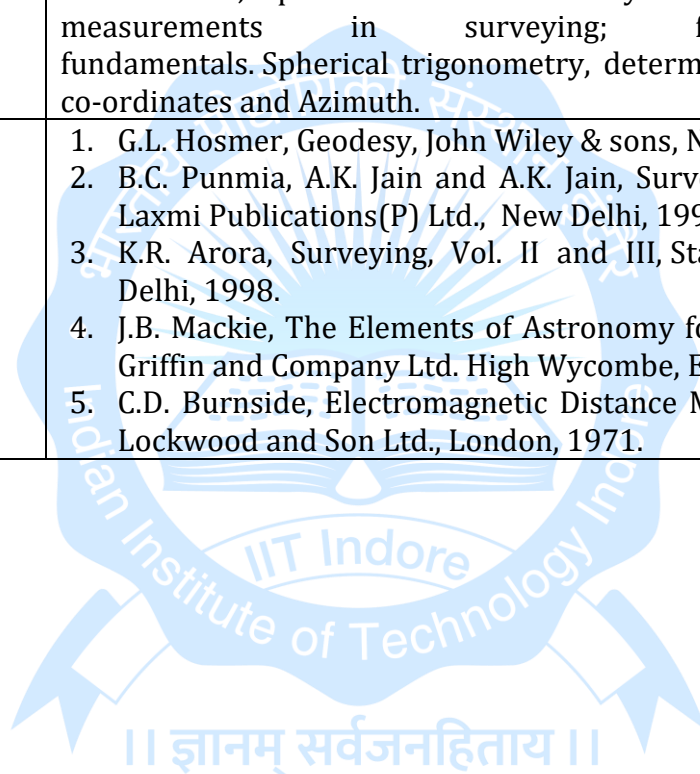 measurements in surveying;
fundamentals. Spherical trigonometry,
co-ordinates and Azimuth.
1. G.L. Hosmer, Geodesy, John Wiley & sons,
2. B.C. Punmia, A.K. Jain and A.K. Jain,
Laxmi Publications(P) Ltd., New Delhi,
3. K.R. Arora, Surveying, Vol. II and III,
Delhi, 1998.
4. J.B. Mackie, The Elements of Astronomy
Griffin and Company Ltd. High Wycombe,
5. C.D. Burnside, Electromagnetic Distance
Lockwood and Son Ltd., London, 1971.
भारतीय प्रौद्योगिकी संस्थान इंदौर
Indian Institute of Technology Indore
IIT Indore
।। ज्ञानम् सर्वजनहिताय ।।